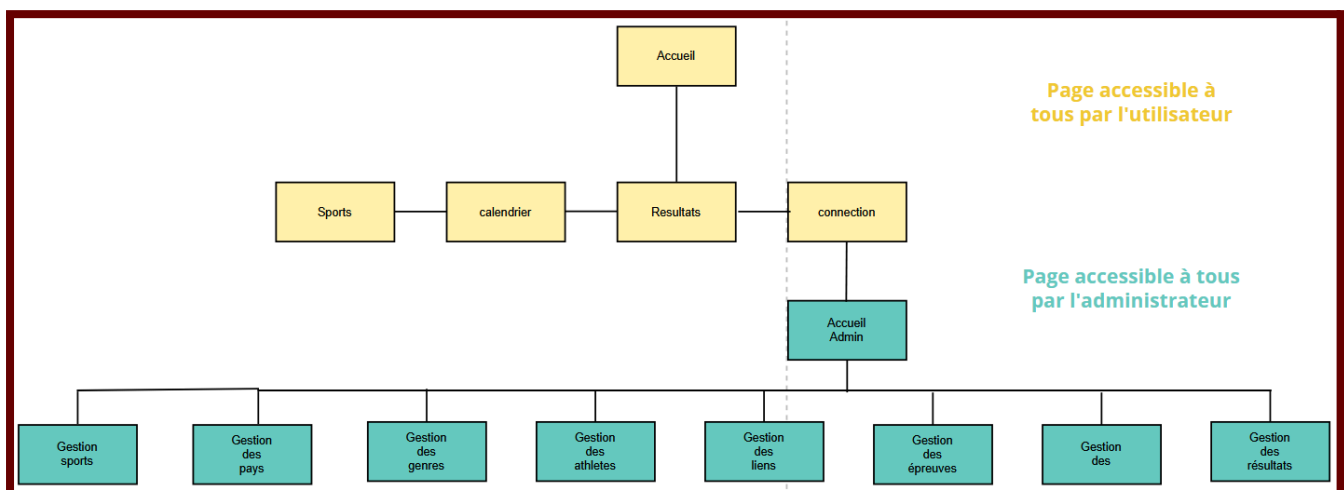 Accueil
Page accessible à
tous par l'utilisateur
Sports
calendrier
Resultats
connection
Page accessible à tous
par l'administrateur
Accueil
Admin
Gestion
sports
Gestion
des
pays
Gestion
des
genres
Gestion
des
athletes
Gestion
des
liens
Gestion
des
épreuves
Gestion
des
Gestion
des
résultats